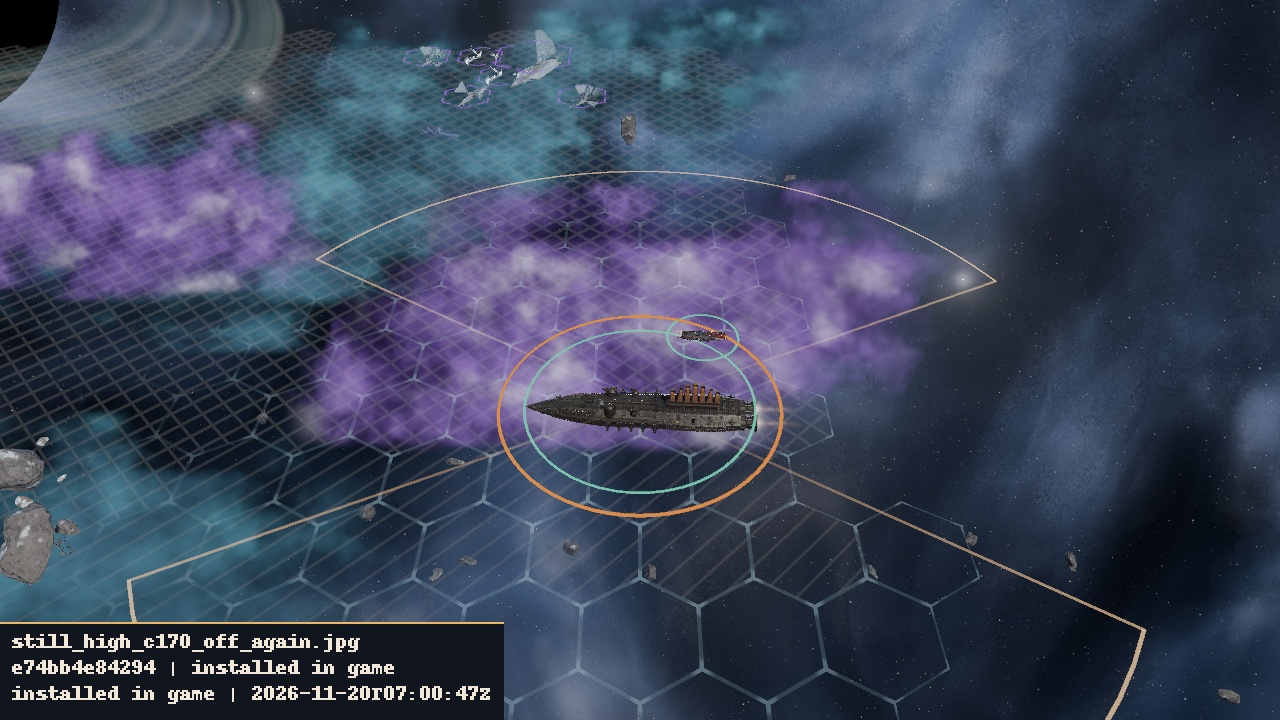 still_high_c170_off_again.jpg
e74bb4e84294 | installed in game
installed in game | 2026-11-20T07:00:47Z